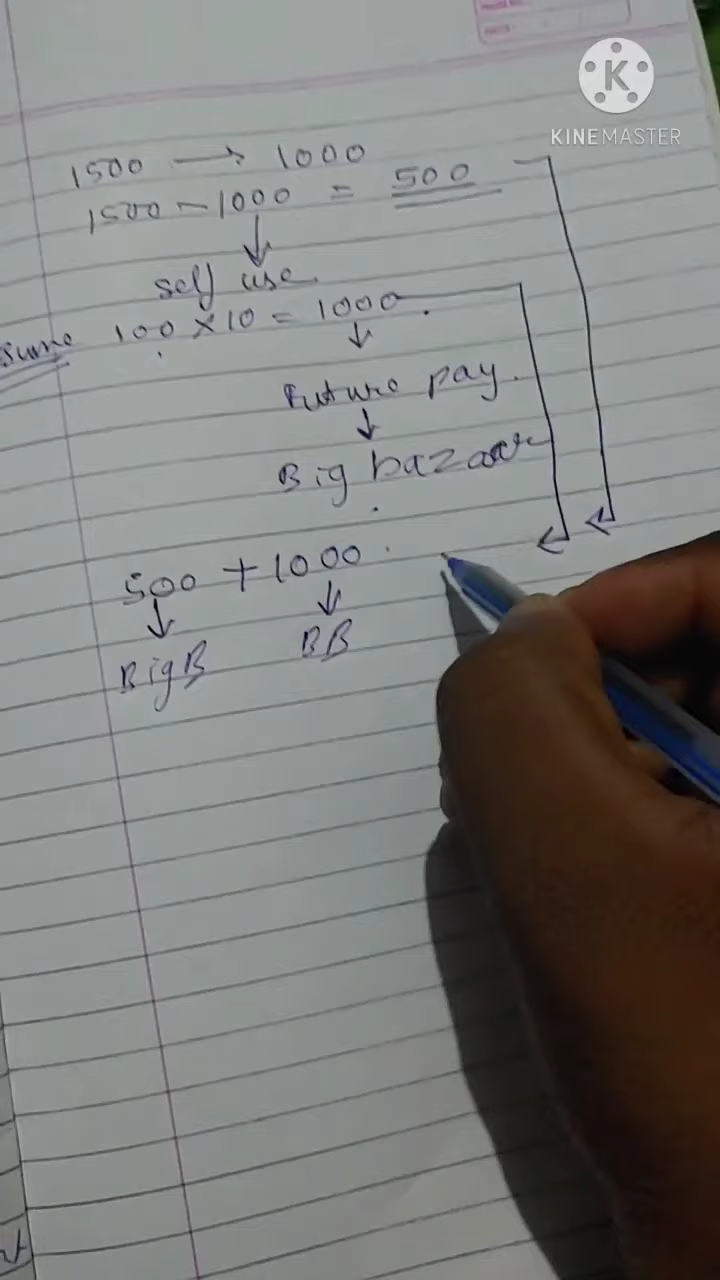 KINEMASTER
1500 → 1000
1500 - 1000 = 500
↓
self use
100 × 10 = 1000.
↓
Future pay.
↓
Big bazaar
500 + 1000
↓ ↓
BigB BB